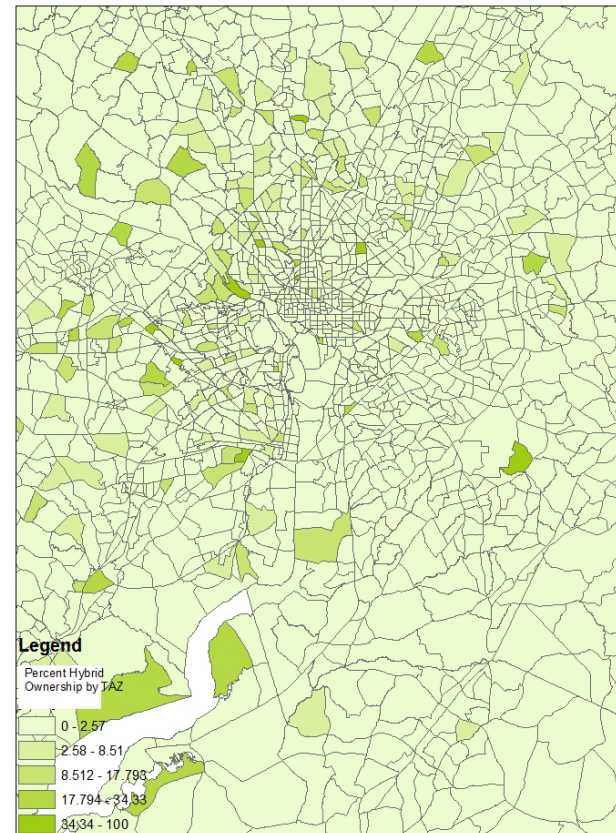 Legend
Percent Hybrid
Ownership by TAZ
0 - 2.57
2.58 - 8.51
8.512 - 17.793
17.794 - 34.33
34.34 - 100